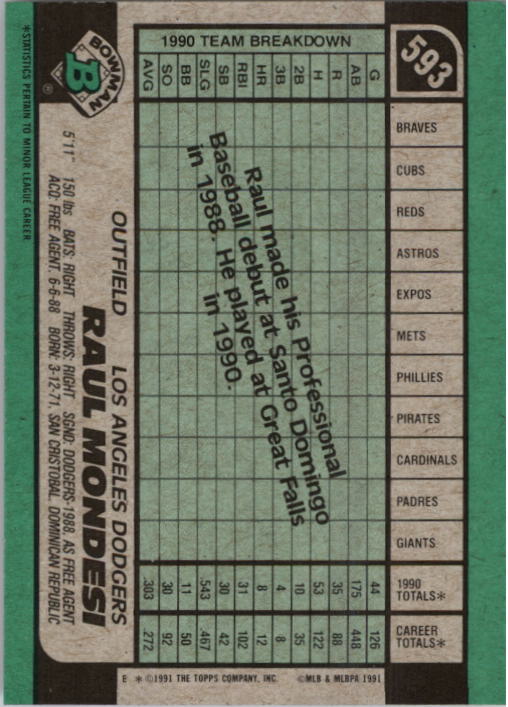 593
1990 TEAM BREAKDOWN
G AB R H 2B 3B HR RBI SB SLG BB SO AVG
BRAVES
CUBS
REDS
ASTROS
EXPOS
METS
PHILLIES
PIRATES
CARDINALS
PADRES
GIANTS
1990 TOTALS* 44 175 35 53 10 4 8 31 30 .543 11 30 .303
CAREER TOTALS* 126 448 88 122 35 8 12 102 42 .467 50 92 .272
Raul made his Professional
Baseball debut at Santo Domingo
in 1988. He played at Great Falls
in 1990.
BOWMAN
B
®
OUTFIELD LOS ANGELES DODGERS
RAUL MONDESI
5'11" 150 lbs BATS: RIGHT THROWS: RIGHT SGND: DODGERS-1988, AS FREE AGENT
ACQ: FREE AGENT, 6-6-88 BORN: 3-12-71, SAN CRISTOBAL, DOMINICAN REPUBLIC
*STATISTICS PERTAIN TO MINOR LEAGUE CAREER
E * ©1991 THE TOPPS COMPANY, INC. ©MLB & MLBPA 1991